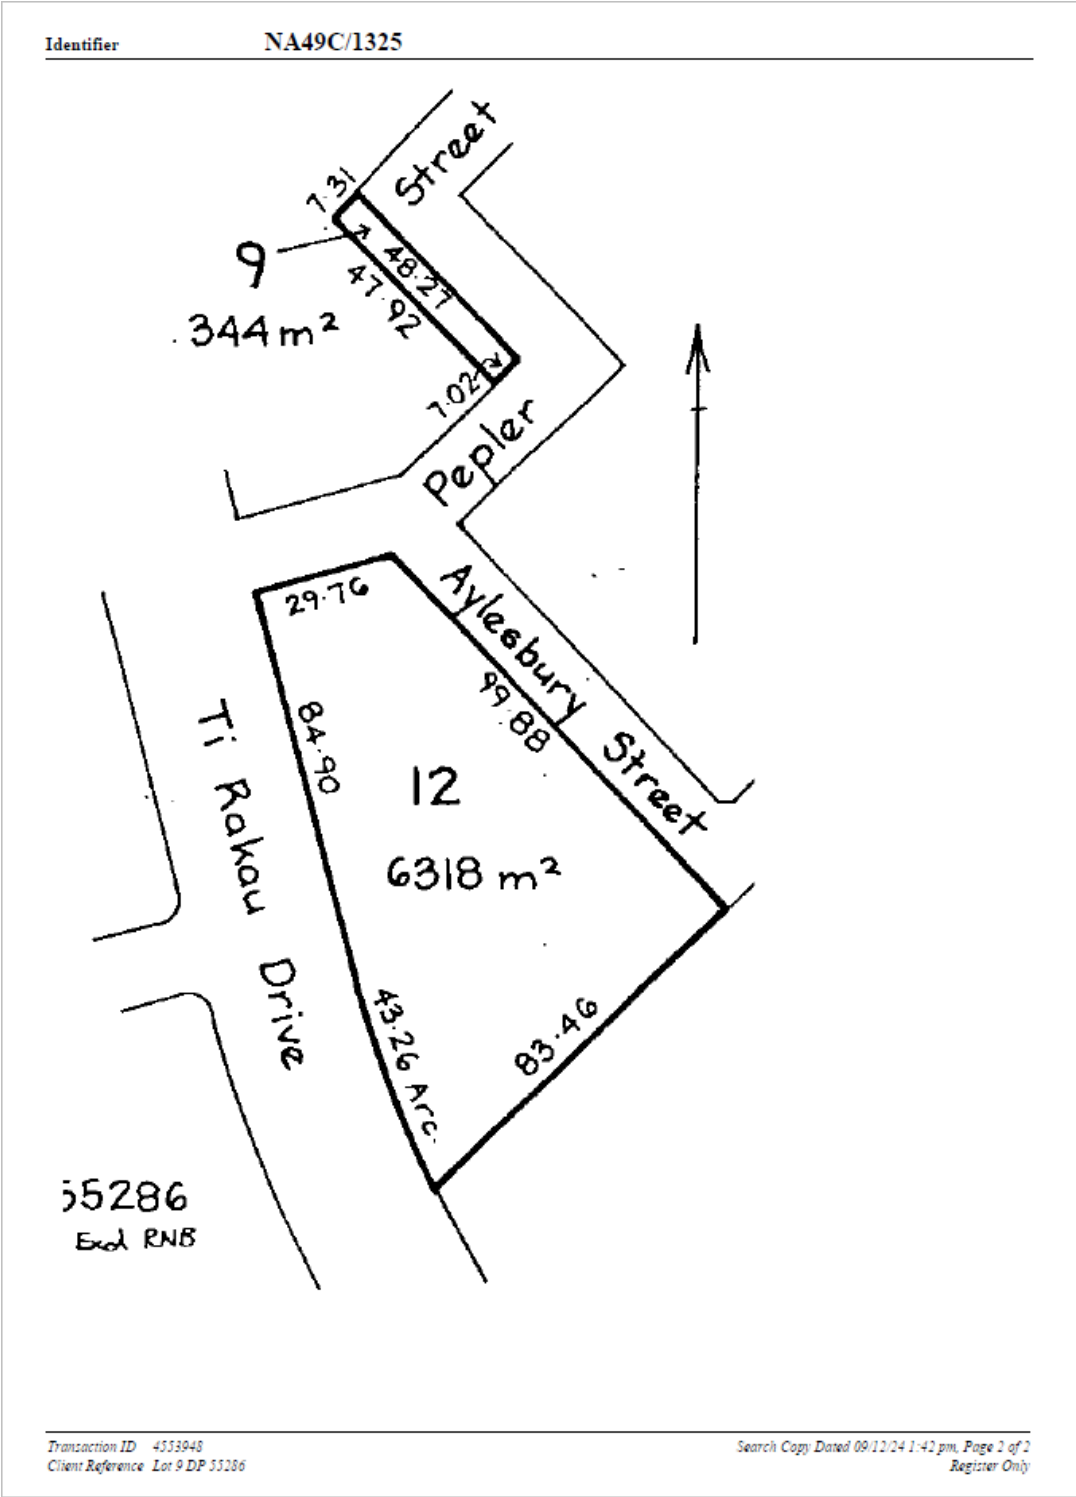 Identifier NA49C/1325
Street
7.31
9
48.27
47.92
344 m²
7.02
Pepler
29.76
Aylesbury Street
99.88
84.90
Ti Rakau Drive
12
6318 m²
43.26 Arc.
83.46
55286
Exd RNB
Transaction ID 4553948
Client Reference Lot 9 DP 55286
Search Copy Dated 09/12/24 1:42 pm, Page 2 of 2
Register Only